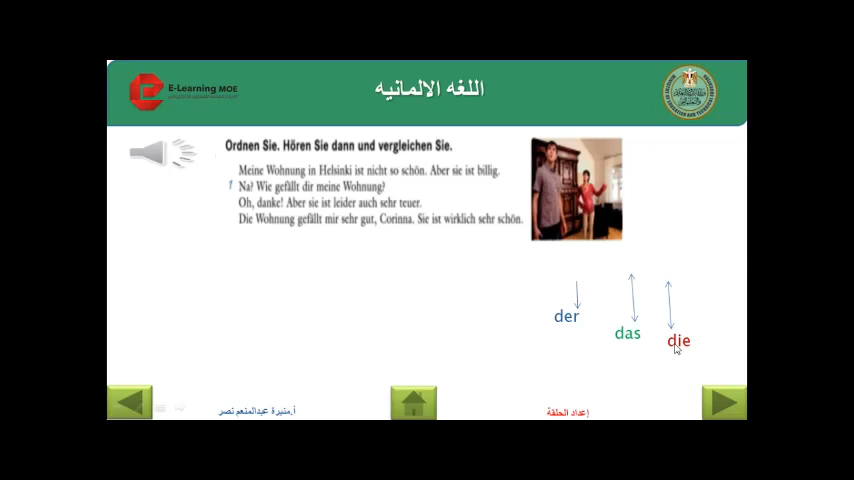 E-Learning MOE
اللغه الالمانيه
Ordnen Sie. Hören Sie dann und vergleichen Sie.
Meine Wohnung in Helsinki ist nicht so schön. Aber sie ist billig.
1 Na? Wie gefällt dir meine Wohnung?
Oh, danke! Aber sie ist leider auch sehr teuer.
Die Wohnung gefällt mir sehr gut, Corinna. Sie ist wirklich sehr schön.
der
das
die
أ.منيرة عبدالمنعم نصر
إعداد الحلقة